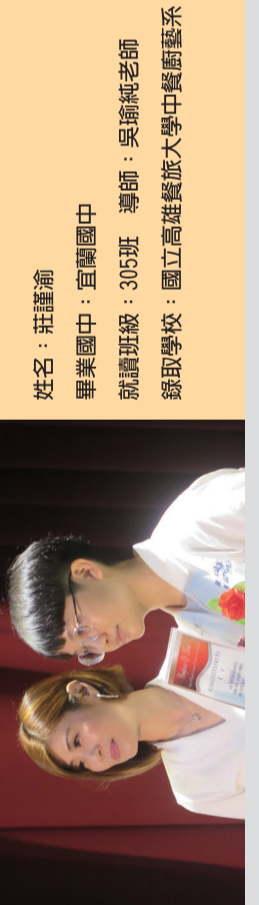 姓名：莊謹渝
畢業國中：宜蘭國中
就讀班級：305班　導師：吳瑜純老師
錄取學校：國立高雄餐旅大學中餐廚藝系